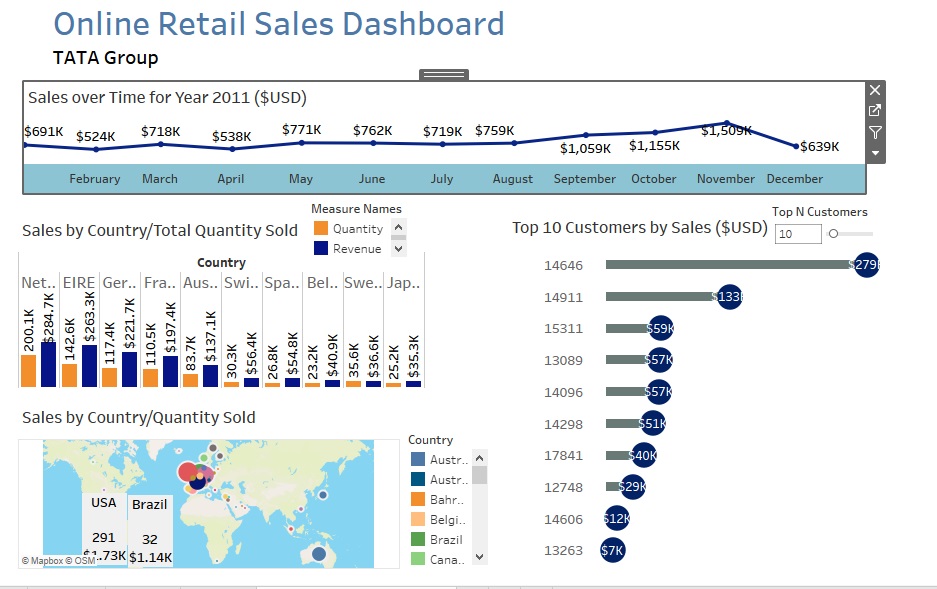 Online Retail Sales Dashboard
TATA Group
Sales over Time for Year 2011 ($USD)
$691K $524K $718K $538K $771K $762K $719K $759K $1,059K $1,155K $1,509K $639K
February March April May June July August September October November December
Sales by Country/Total Quantity Sold
Measure Names
Quantity
Revenue
Country
Net.. EIRE Ger.. Fra.. Aus.. Swi.. Spa.. Bel.. Swe.. Jap..
200.1K $284.7K 142.6K $263.3K 117.4K $221.7K 110.5K $197.4K 83.7K $137.1K 30.3K $56.4K 26.8K $54.8K 23.2K $40.9K 35.6K $36.6K 25.2K $35.3K
Sales by Country/Quantity Sold
USA Brazil
291 32
$1.73K $1.14K
© Mapbox © OSM
Country
Austr..
Austr..
Bahr..
Belgi..
Brazil
Cana..
Top 10 Customers by Sales ($USD)
Top N Customers
10
14646 $279
14911 $133
15311 $59K
13089 $57K
14096 $57K
14298 $51K
17841 $40K
12748 $29K
14606 $12K
13263 $7K